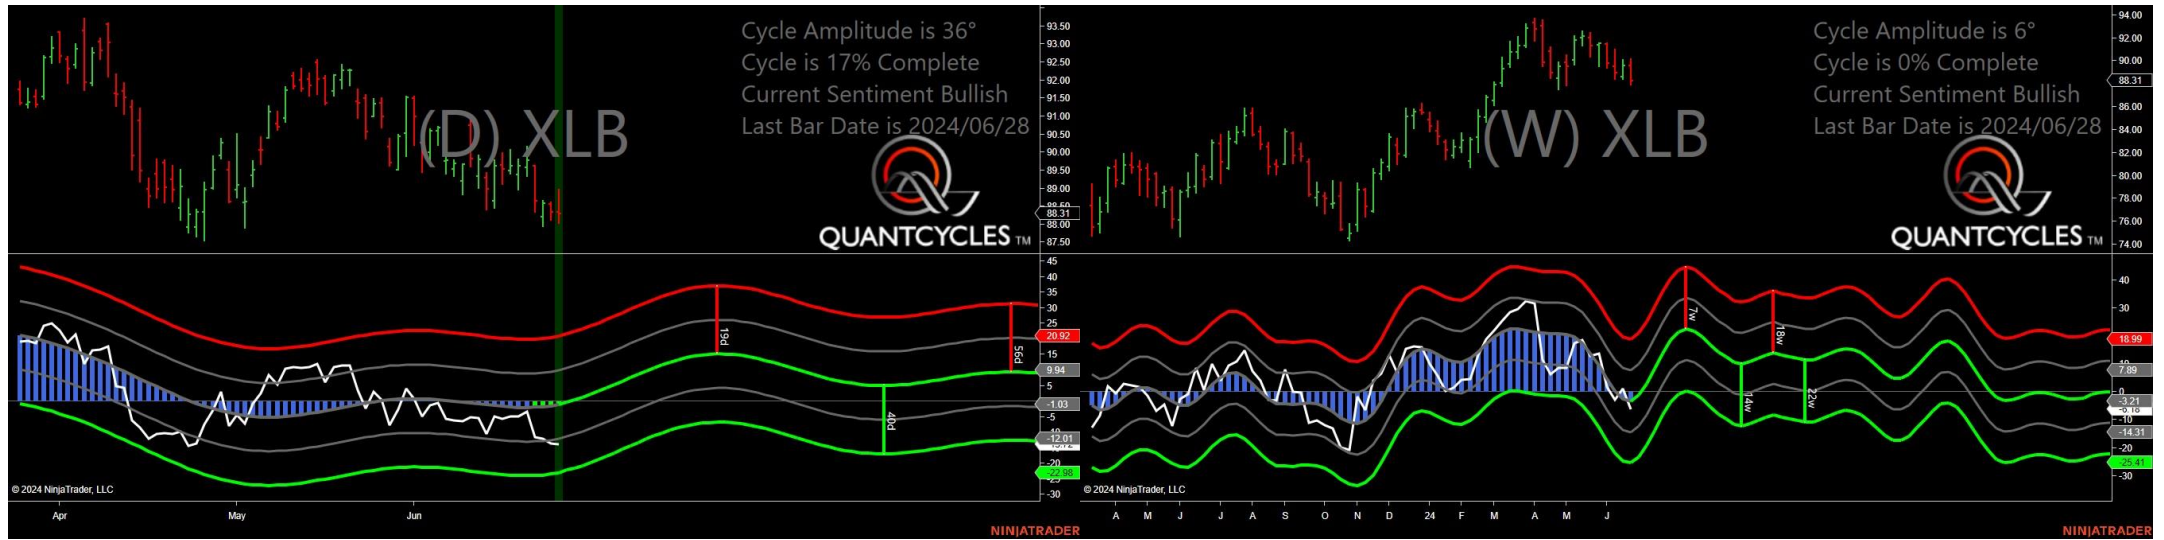 Cycle Amplitude is 36°
Cycle is 17% Complete
Current Sentiment Bullish
Last Bar Date is 2024/06/28
(D) XLB
QUANTCYCLES TM
93.50
93.00
92.50
92.00
91.50
91.00
90.50
90.00
89.50
89.00
88.50
88.31
88.00
87.50
45
40
35
30
20.92
15
9.94
5
-1.03
-5
-12.01
-20
-22.98
-30
19d
40d
56d
© 2024 NinjaTrader, LLC
Apr May Jun
NINJATRADER
Cycle Amplitude is 6°
Cycle is 0% Complete
Current Sentiment Bullish
Last Bar Date is 2024/06/28
(W) XLB
QUANTCYCLES TM
94.00
92.00
90.00
88.31
86.00
84.00
82.00
80.00
78.00
76.00
74.00
40
30
18.99
10
7.89
0
-3.21
-6.18
-10
-14.31
-20
-25.41
-30
7w
18w
14w
22w
© 2024 NinjaTrader, LLC
A M J J A S O N D 24 F M A M J
NINJATRADER